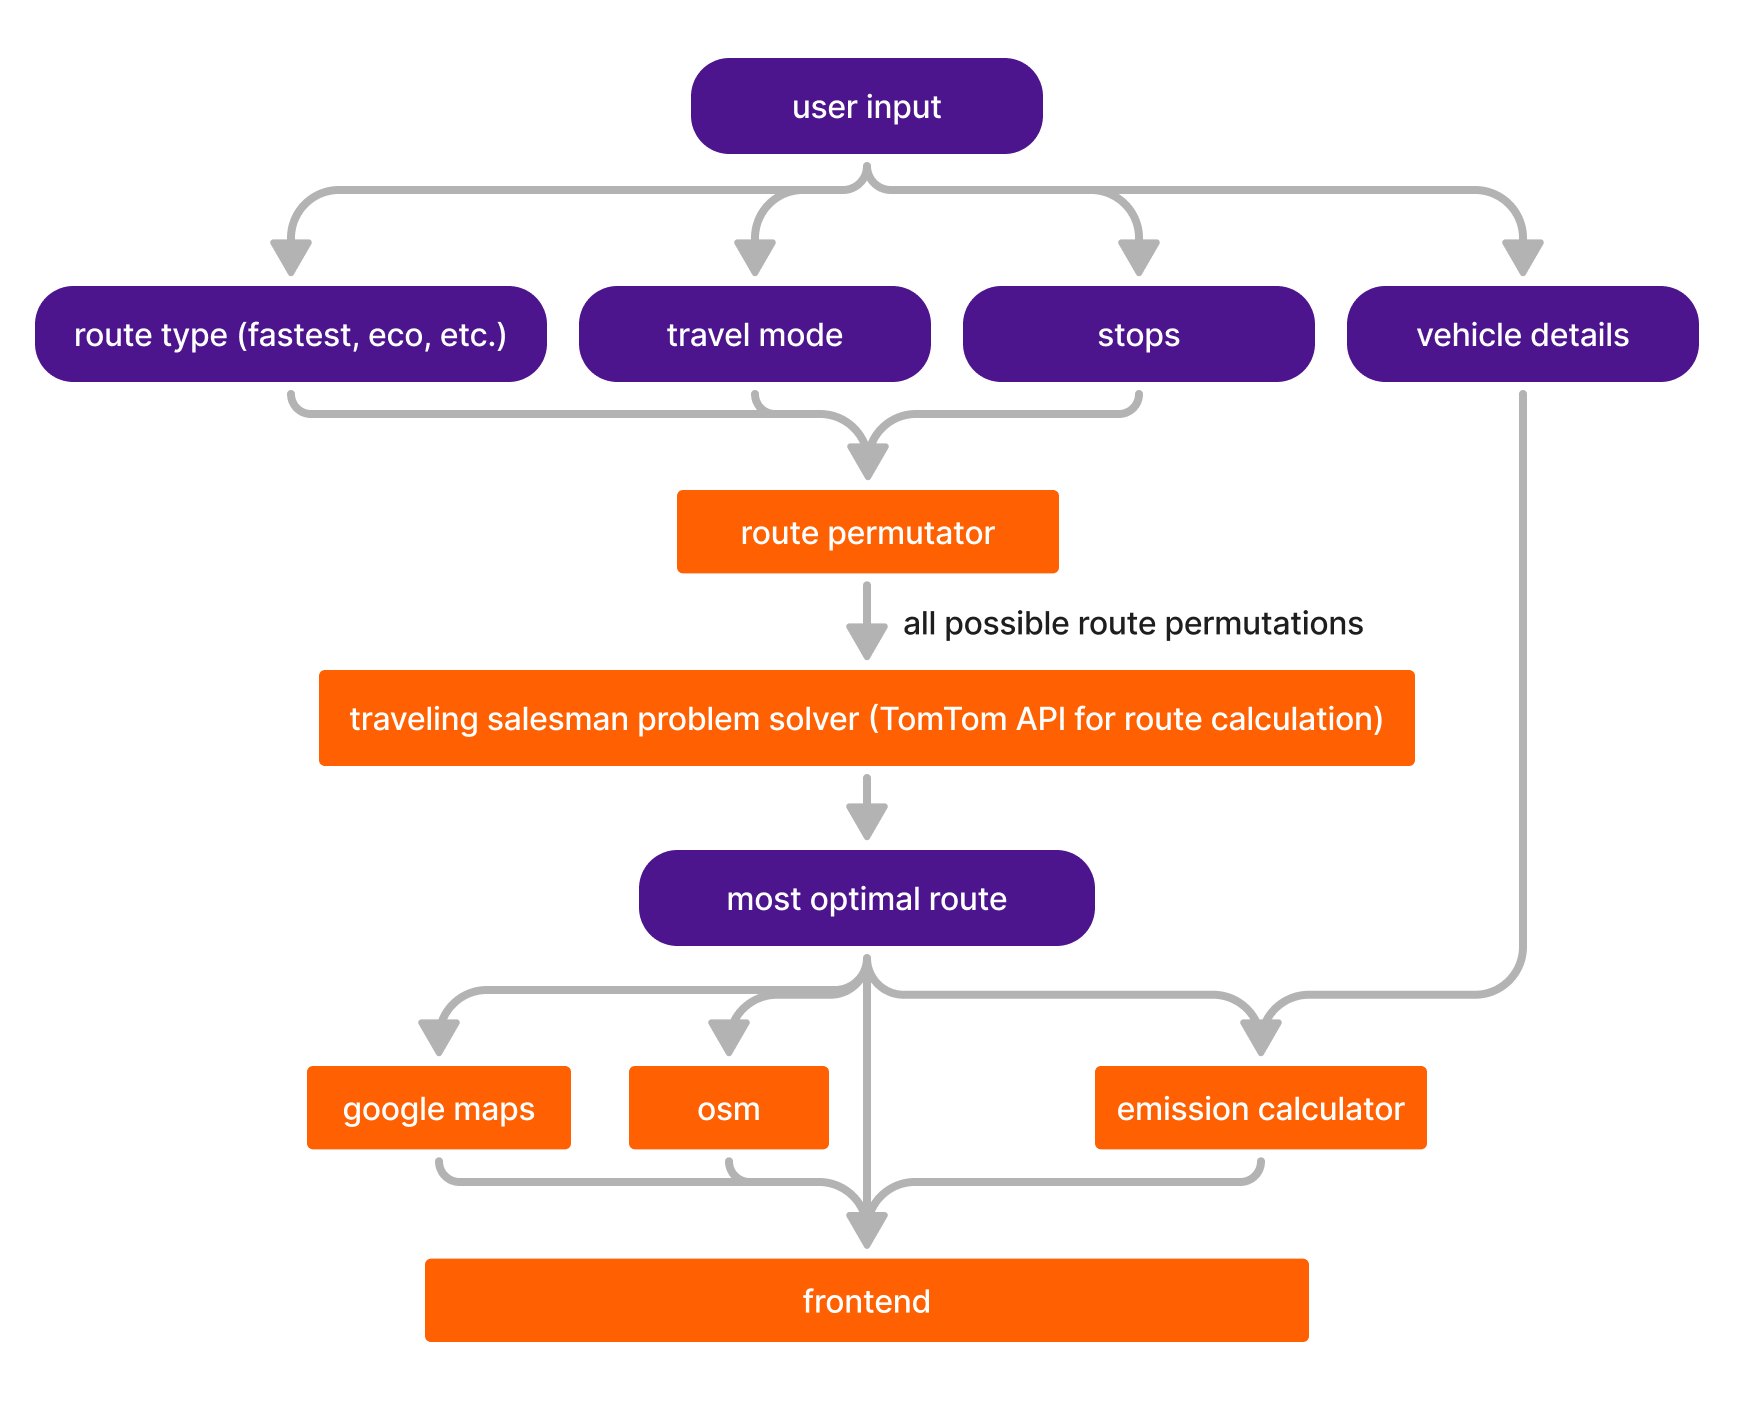 user input
route type (fastest, eco, etc.)
travel mode
stops
vehicle details
route permutator
all possible route permutations
traveling salesman problem solver (TomTom API for route calculation)
most optimal route
google maps
osm
emission calculator
frontend